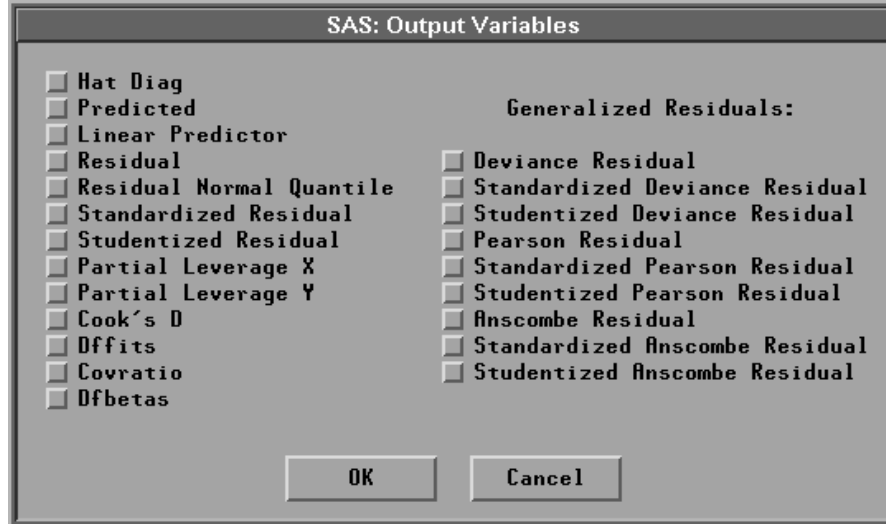 SAS: Output Variables
Hat Diag
Predicted
Linear Predictor
Residual
Residual Normal Quantile
Standardized Residual
Studentized Residual
Partial Leverage X
Partial Leverage Y
Cook's D
Dffits
Covratio
Dfbetas
Generalized Residuals:
Deviance Residual
Standardized Deviance Residual
Studentized Deviance Residual
Pearson Residual
Standardized Pearson Residual
Studentized Pearson Residual
Anscombe Residual
Standardized Anscombe Residual
Studentized Anscombe Residual
OK
Cancel